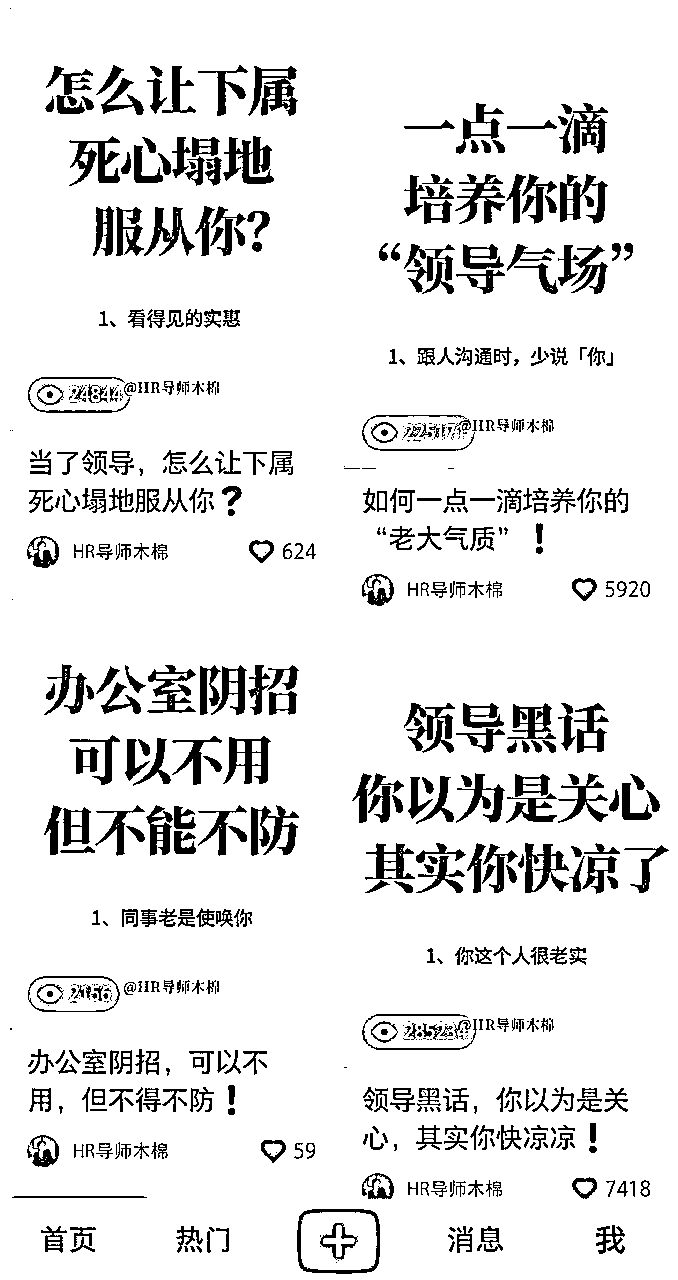 怎么让下属
死心塌地
服从你？
1、看得见的实惠
24844
@HR导师木棉
当了领导，怎么让下属
死心塌地服从你？
HR导师木棉
624
一点一滴
培养你的
“领导气场”
1、跟人沟通时，少说「你」
@HR导师木棉
如何一点一滴培养你的
“老大气质”！
HR导师木棉
5920
办公室阴招
可以不用
但不能不防
1、同事老是使唤你
2156
@HR导师木棉
办公室阴招，可以不
用，但不得不防！
HR导师木棉
59
领导黑话
你以为是关心
其实你快凉了
1、你这个人很老实
285234
@HR导师木棉
领导黑话，你以为是关
心，其实你快凉凉！
HR导师木棉
7418
首页
热门
消息
我